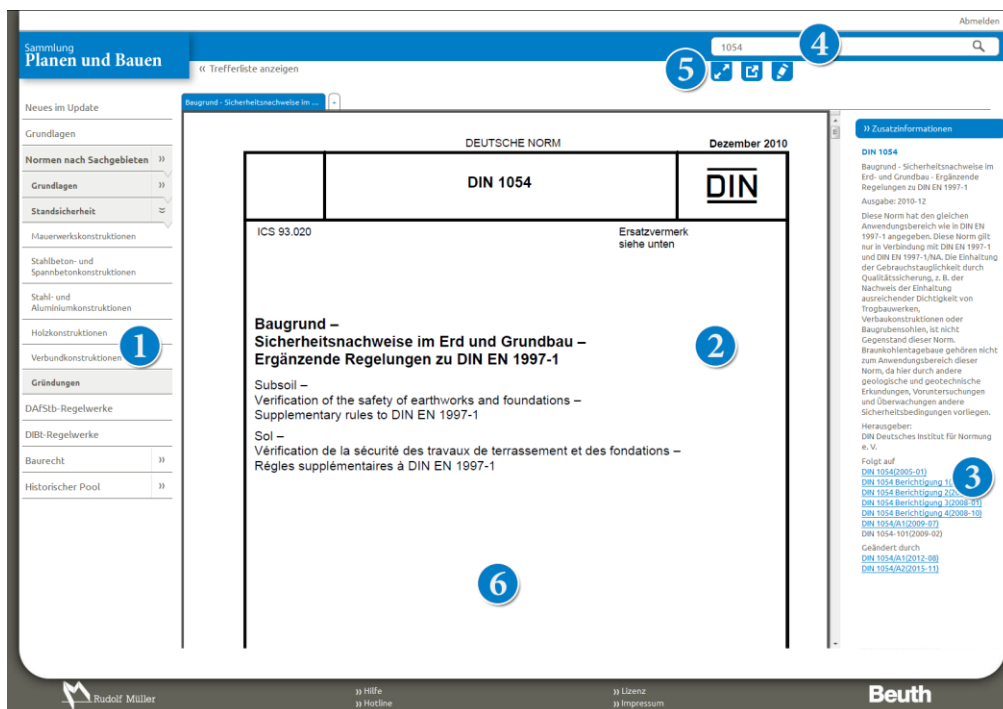 Abmelden
Sammlung
Planen und Bauen
1054
4
5
‹‹ Trefferliste anzeigen
Neues im Update
Grundlagen
Normen nach Sachgebieten »
Grundlagen »
Standsicherheit
Mauerwerkskonstruktionen
Stahlbeton- und
Spannbetonkonstruktionen
Stahl- und
Aluminiumkonstruktionen
Holzkonstruktionen
1
Verbundkonstruktionen
Gründungen
DAfStb-Regelwerke
DIBt-Regelwerke
Baurecht »
Historischer Pool »
Baugrund - Sicherheitsnachweise im ... +
DEUTSCHE NORM Dezember 2010
DIN 1054 DIN
ICS 93.020 Ersatzvermerk
siehe unten
Baugrund –
Sicherheitsnachweise im Erd und Grundbau –
Ergänzende Regelungen zu DIN EN 1997-1
2
Subsoil –
Verification of the safety of earthworks and foundations –
Supplementary rules to DIN EN 1997-1
Sol –
Vérification de la sécurité des travaux de terrassement et des fondations –
Régles supplémentaires à DIN EN 1997-1
6
» Zusatzinformationen
DIN 1054
Baugrund - Sicherheitsnachweise im
Erd- und Grundbau - Ergänzende
Regelungen zu DIN EN 1997-1
Ausgabe: 2010-12
Diese Norm hat den gleichen
Anwendungsbereich wie in DIN EN
1997-1 angegeben. Diese Norm gilt
nur in Verbindung mit DIN EN 1997-1
und DIN EN 1997-1/NA. Die Einhaltung
der Gebrauchstauglichkeit durch
Qualitätssicherung, z. B. der
Nachweis der Einhaltung
ausreichender Dichtigkeit von
Trogbauwerken,
Verbaukonstruktionen oder
Baugrubensohlen, ist nicht
Gegenstand dieser Norm.
Braunkohlentagebaue gehören nicht
zum Anwendungsbereich dieser
Norm, da hier durch andere
geologische und geotechnische
Erkundungen, Voruntersuchungen
und Überwachungen andere
Sicherheitsbedingungen vorliegen.
Herausgeber:
DIN Deutsches Institut für Normung
e. V.
Folgt auf
DIN 1054(2005-01)
DIN 1054 Berichtigung 1(
DIN 1054 Berichtigung 2(20
DIN 1054 Berichtigung 3(2008-01)
DIN 1054 Berichtigung 4(2008-10)
DIN 1054/A1(2009-07)
DIN 1054-101(2009-02)
3
Geändert durch
DIN 1054/A1(2012-08)
DIN 1054/A2(2015-11)
Rudolf Müller
» Hilfe
» Hotline
» Lizenz
» Impressum
Beuth